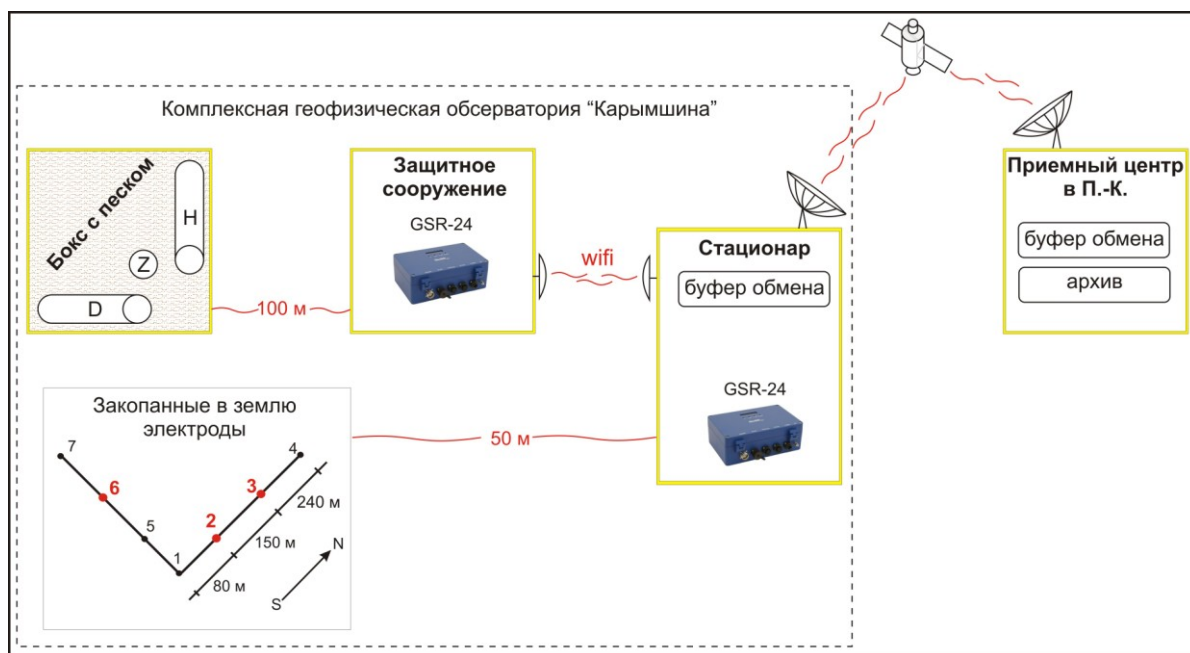 Комплексная геофизическая обсерватория “Карымшина”
Бокс с песком
H
Z
D
100 м
Защитное
сооружение
GSR-24
wifi
Стационар
буфер обмена
GSR-24
Приемный центр
в П.-К.
буфер обмена
архив
Закопанные в землю
электроды
7
6
5
1
2
3
4
80 м
150 м
240 м
S
N
50 м